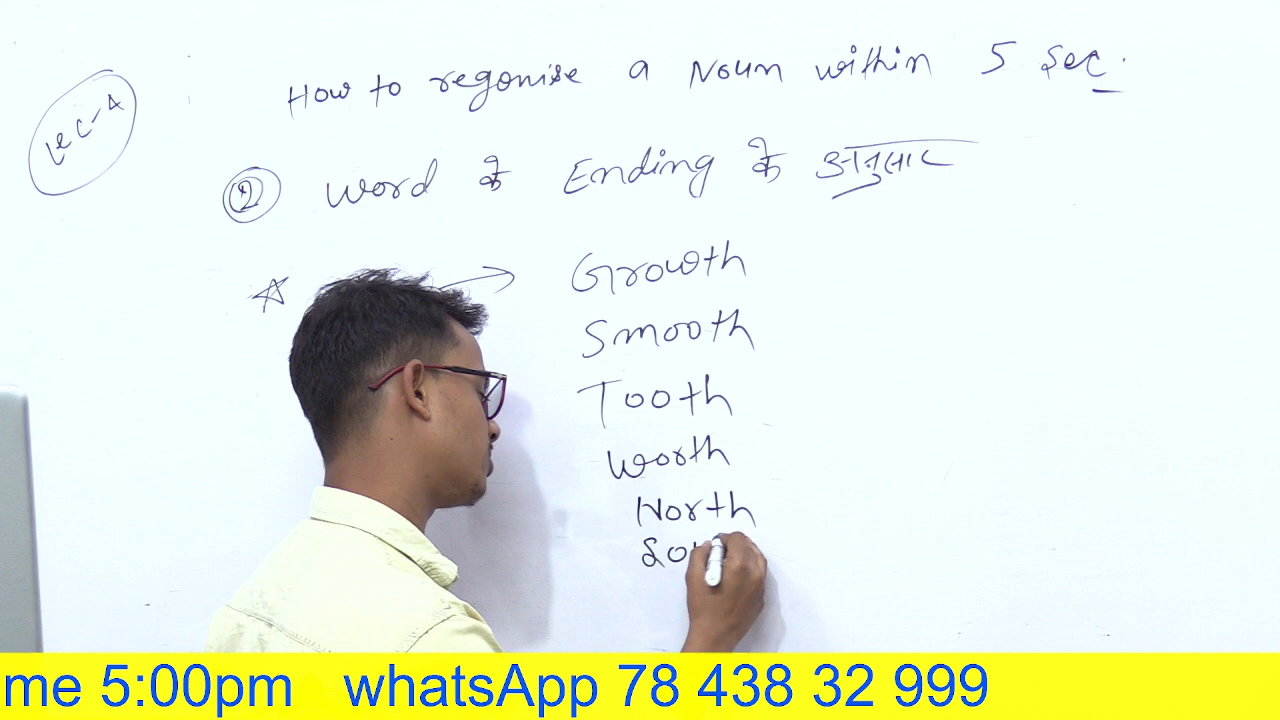 Lec-4
How to regonise a Noun within 5 Sec.
② Word के Ending के अनुसार
Growth
Smooth
Tooth
Worth
North
me 5:00pm whatsApp 78 438 32 999